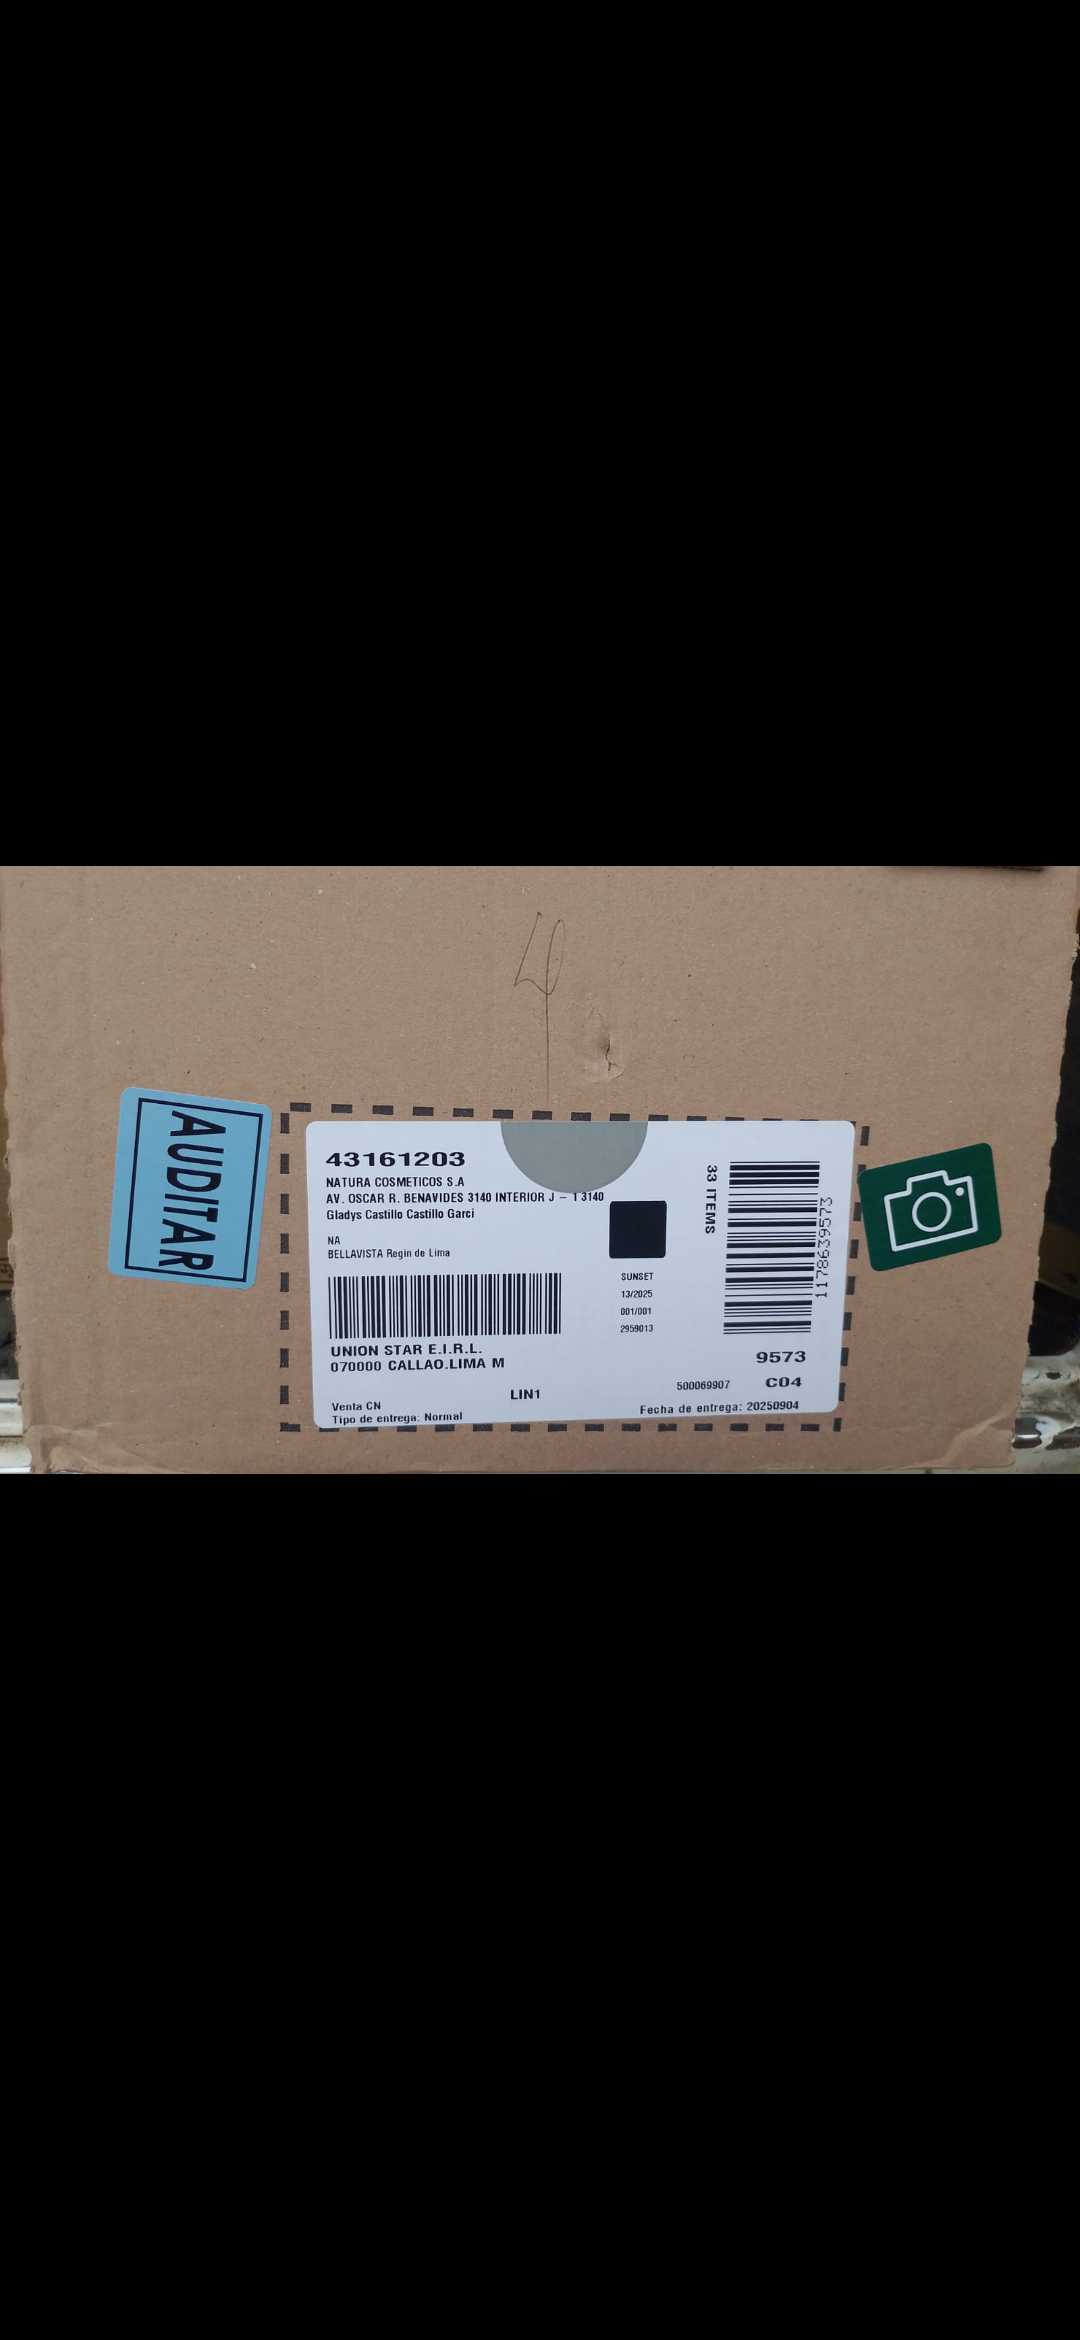 4
AUDITAR
43161203
NATURA COSMETICOS S.A
AV. OSCAR R. BENAVIDES 3140 INTERIOR J - 3140
Gladys Castillo Castillo Garci
NA
BELLAVISTA Regin de Lima
UNION STAR E.I.R.L.
070000 CALLAO.LIMA M
LIN1
Venta CN
Tipo de entrega: Normal
SUNSET
13/2025
001/001
2959013
33 ITEMS
1178639573
9573
500069907 C04
Fecha de entrega: 20250904